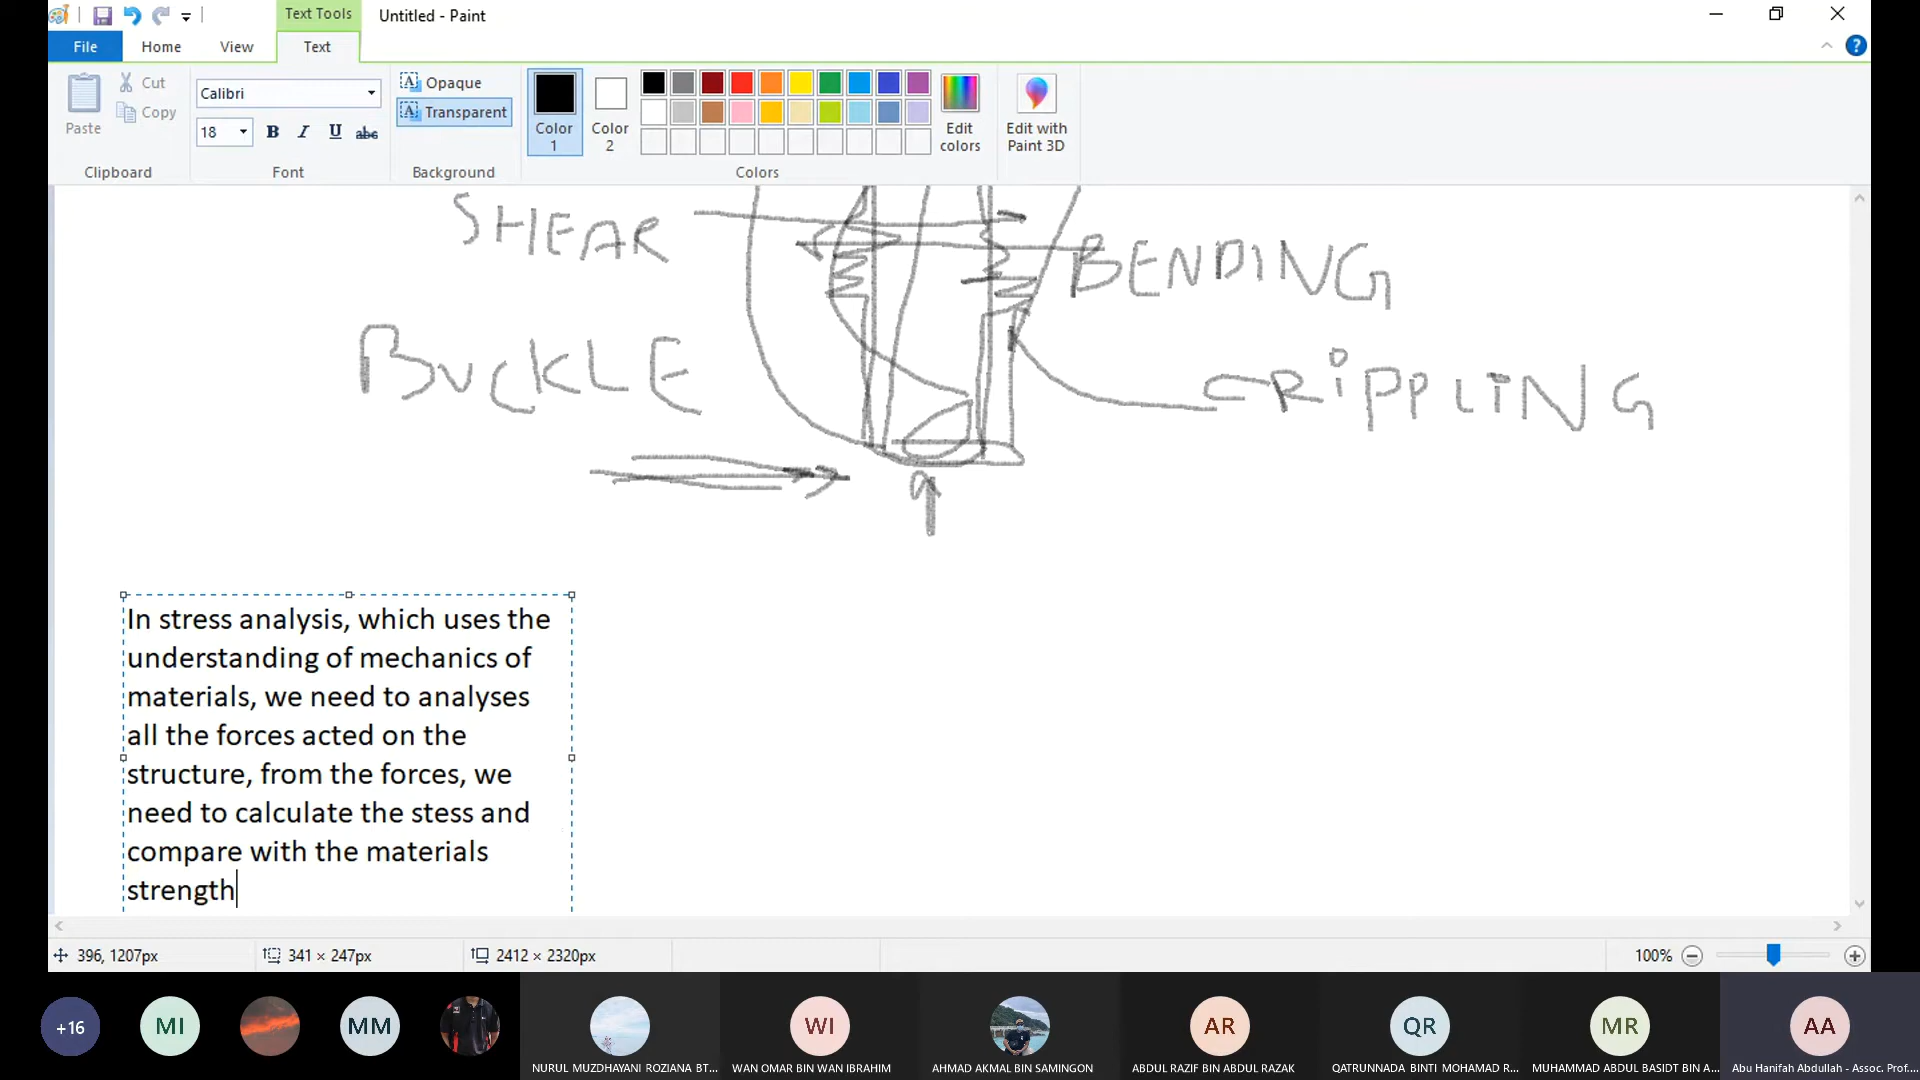 Text Tools
Untitled - Paint
File
Home
View
Text
Paste
Cut
Copy
Clipboard
Calibri
18
B I U abc
Font
A Opaque
A Transparent
Background
Color 1
Color 2
Edit colors
Edit with Paint 3D
Colors
SHEAR
BENDING
BUCKLE
CRIPPLING
In stress analysis, which uses the
understanding of mechanics of
materials, we need to analyses
all the forces acted on the
structure, from the forces, we
need to calculate the stess and
compare with the materials
strength
396, 1207px
341 × 247px
2412 × 2320px
100%
+16
MI
MM
WI
AR
QR
MR
AA
NURUL MUZDHAYANI ROZIANA BT...
WAN OMAR BIN WAN IBRAHIM
AHMAD AKMAL BIN SAMINGON
ABDUL RAZIF BIN ABDUL RAZAK
QATRUNNADA BINTI MOHAMAD R...
MUHAMMAD ABDUL BASIDT BIN A...
Abu Hanifah Abdullah - Assoc. Prof....